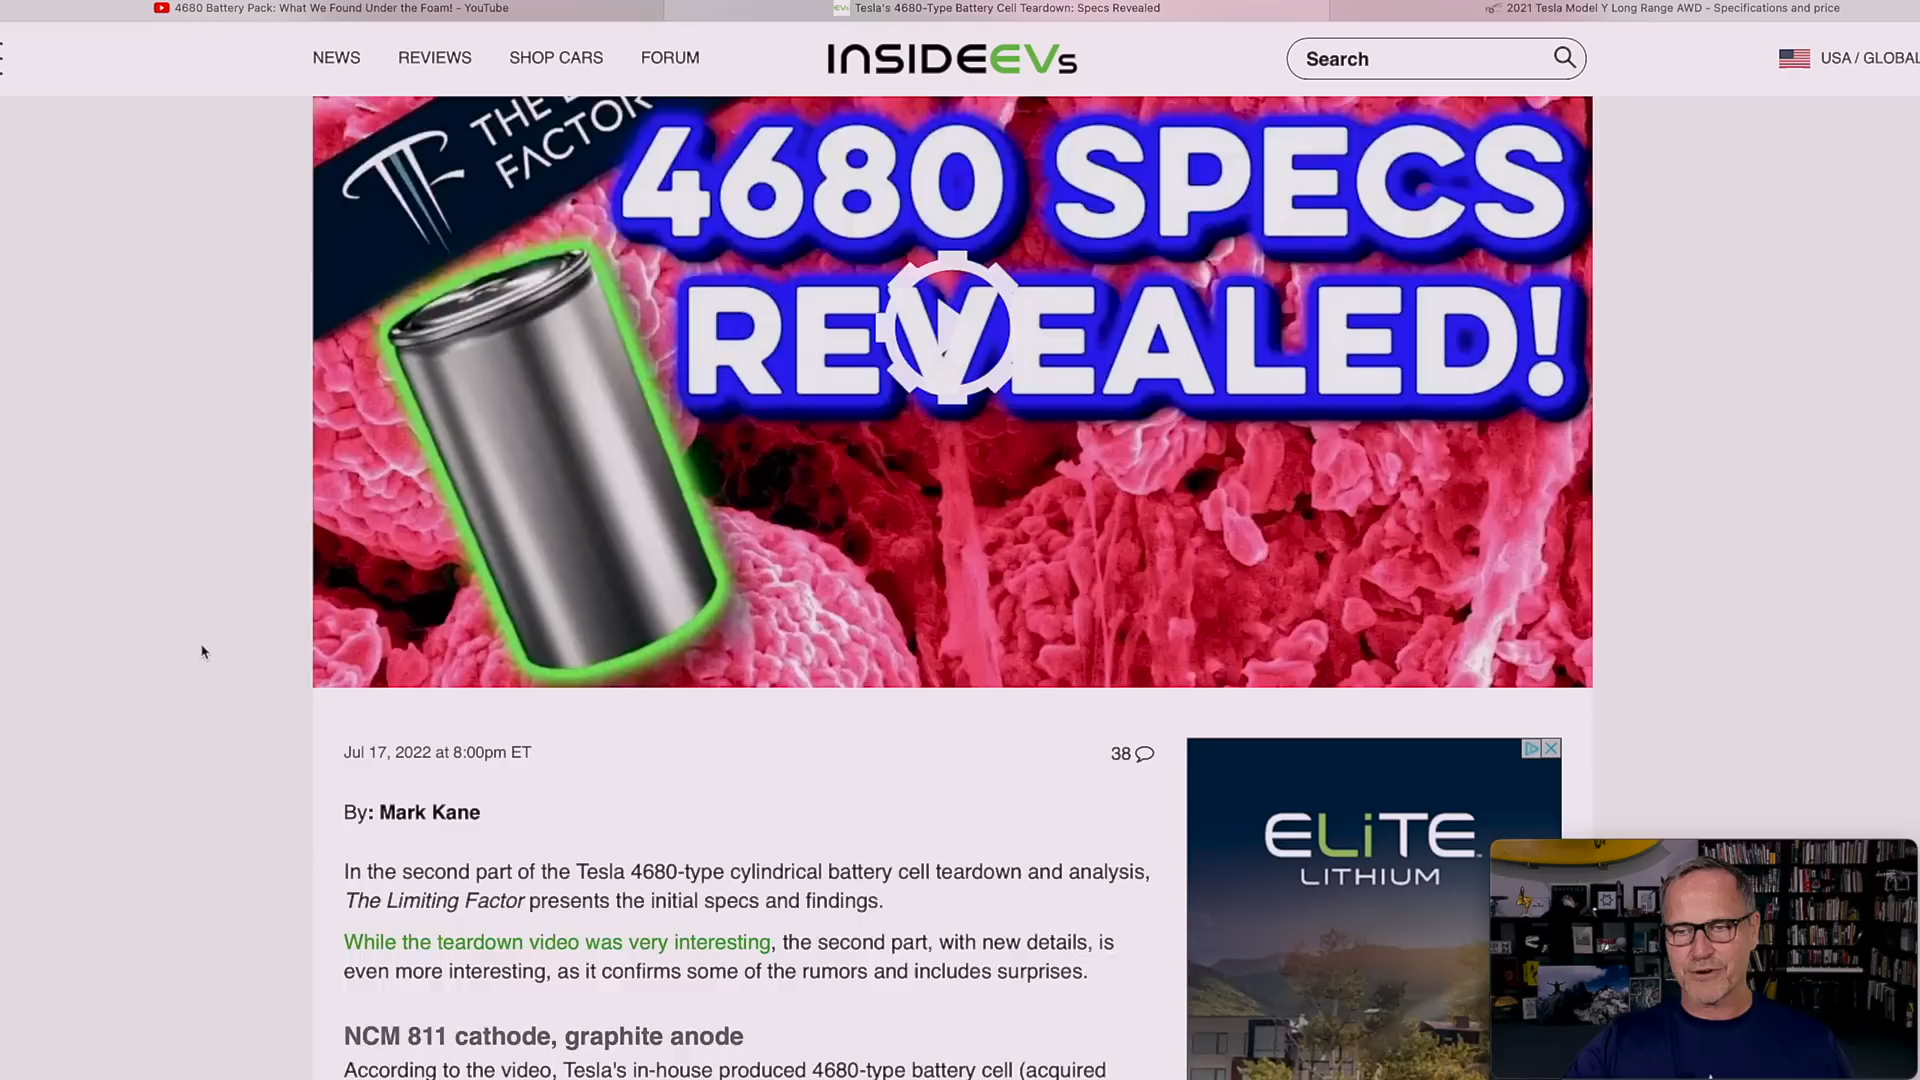 4680 Battery Pack: What We Found Under the Foam! - YouTube
Tesla's 4680-Type Battery Cell Teardown: Specs Revealed
2021 Tesla Model Y Long Range AWD - Specifications and price
NEWS
REVIEWS
SHOP CARS
FORUM
INSIDEEVs
Search
USA / GLOBAL
THE
FACTOR
4680 SPECS
REVEALED!
Jul 17, 2022 at 8:00pm ET
38
By: Mark Kane
In the second part of the Tesla 4680-type cylindrical battery cell teardown and analysis,
The Limiting Factor presents the initial specs and findings.
While the teardown video was very interesting, the second part, with new details, is
even more interesting, as it confirms some of the rumors and includes surprises.
NCM 811 cathode, graphite anode
According to the video, Tesla's in-house produced 4680-type battery cell (acquired
ELiTE
LITHIUM